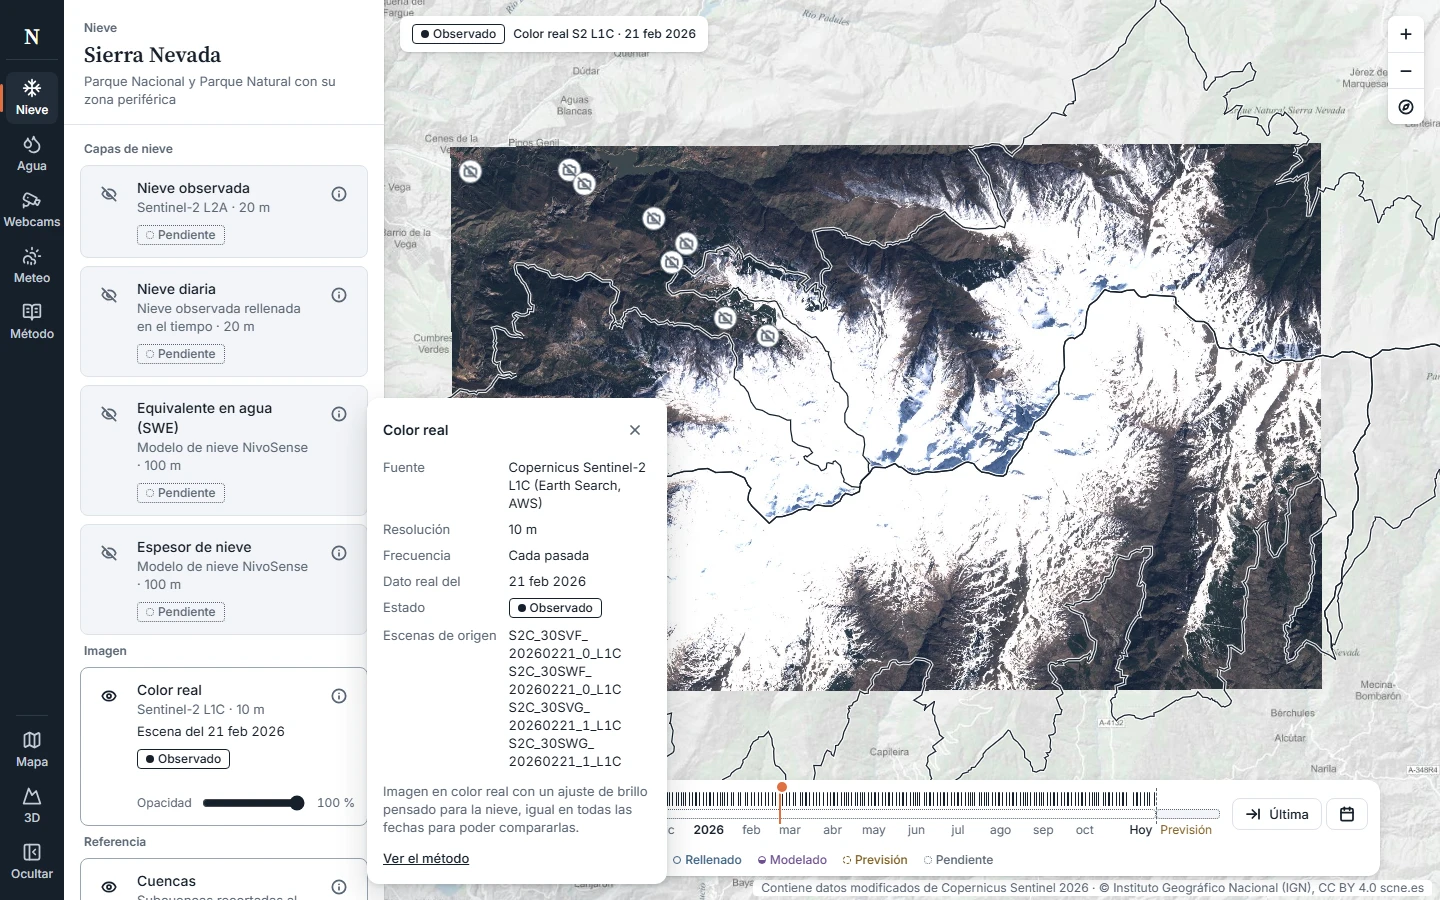 N
Nieve
Agua
Webcams
Meteo
Método
Mapa
3D
Ocultar
Nieve
Sierra Nevada
Parque Nacional y Parque Natural con su
zona periférica
Capas de nieve
Nieve observada
Sentinel-2 L2A · 20 m
Pendiente
Nieve diaria
Nieve observada rellenada
en el tiempo · 20 m
Pendiente
Equivalente en agua
(SWE)
Modelo de nieve NivoSense
· 100 m
Pendiente
Espesor de nieve
Modelo de nieve NivoSense
· 100 m
Pendiente
Imagen
Color real
Sentinel-2 L1C · 10 m
Escena del 21 feb 2026
Observado
Opacidad 100 %
Referencia
Cuencas
Observado Color real S2 L1C · 21 feb 2026
Río Padules
Dúdar
Aguas
Blancas
Cenes de la
Pinos Genil
Barrio de la
Vega
Cumbres
Verdes
Jérez de
Natural Sierra Nevada
Color real
Fuente Copernicus Sentinel-2
L1C (Earth Search,
AWS)
Resolución 10 m
Frecuencia Cada pasada
Dato real del 21 feb 2026
Estado Observado
Escenas de origen S2C_30SVF_
20260221_0_L1C
S2C_30SWF_
20260221_0_L1C
S2C_30SVG_
20260221_1_L1C
S2C_30SWG_
20260221_1_L1C
Imagen en color real con un ajuste de brillo
pensado para la nieve, igual en todas las
fechas para poder compararlas.
Ver el método
Mecina-
Bombarón
Bérchules
A-4132
Alcútar
Capileira
Narila
A-348R4
2026 feb mar abr may jun jul ago sep oct Hoy Previsión
Última
Rellenado Modelado Previsión Pendiente
Contiene datos modificados de Copernicus Sentinel 2026 · © Instituto Geográfico Nacional (IGN), CC BY 4.0 scne.es